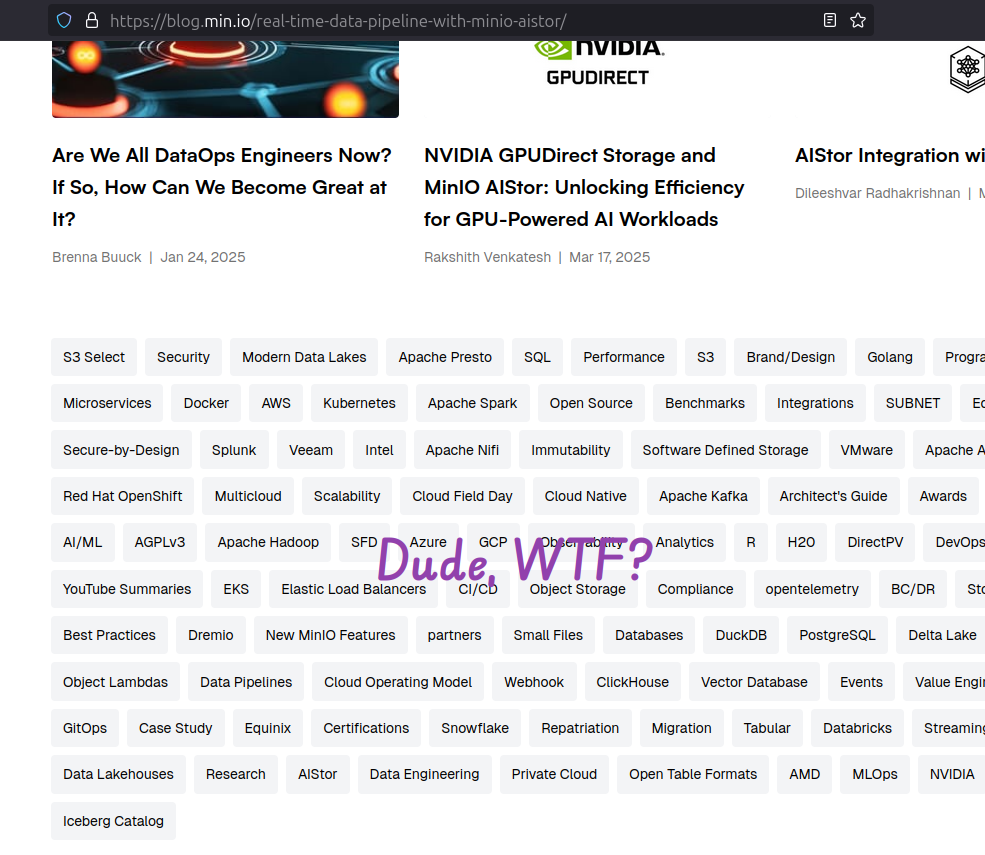 https://blog.min.io/real-time-data-pipeline-with-minio-aistor/
NVIDIA.
GPUDIRECT
Are We All DataOps Engineers Now?
If So, How Can We Become Great at
It?
Brenna Buuck | Jan 24, 2025
NVIDIA GPUDirect Storage and
MinIO AIStor: Unlocking Efficiency
for GPU-Powered AI Workloads
Rakshith Venkatesh | Mar 17, 2025
AIStor Integration wi
Dileeshvar Radhakrishnan | M
S3 Select Security Modern Data Lakes Apache Presto SQL Performance S3 Brand/Design Golang Progra
Microservices Docker AWS Kubernetes Apache Spark Open Source Benchmarks Integrations SUBNET Ec
Secure-by-Design Splunk Veeam Intel Apache Nifi Immutability Software Defined Storage VMware Apache A
Red Hat OpenShift Multicloud Scalability Cloud Field Day Cloud Native Apache Kafka Architect's Guide Awards
AI/ML AGPLv3 Apache Hadoop SFD Azure GCP Observability Analytics R H2O DirectPV DevOps
Dude, WTF?
YouTube Summaries EKS Elastic Load Balancers CI/CD Object Storage Compliance opentelemetry BC/DR Sto
Best Practices Dremio New MinIO Features partners Small Files Databases DuckDB PostgreSQL Delta Lake
Object Lambdas Data Pipelines Cloud Operating Model Webhook ClickHouse Vector Database Events Value Engin
GitOps Case Study Equinix Certifications Snowflake Repatriation Migration Tabular Databricks Streaming
Data Lakehouses Research AIStor Data Engineering Private Cloud Open Table Formats AMD MLOps NVIDIA
Iceberg Catalog